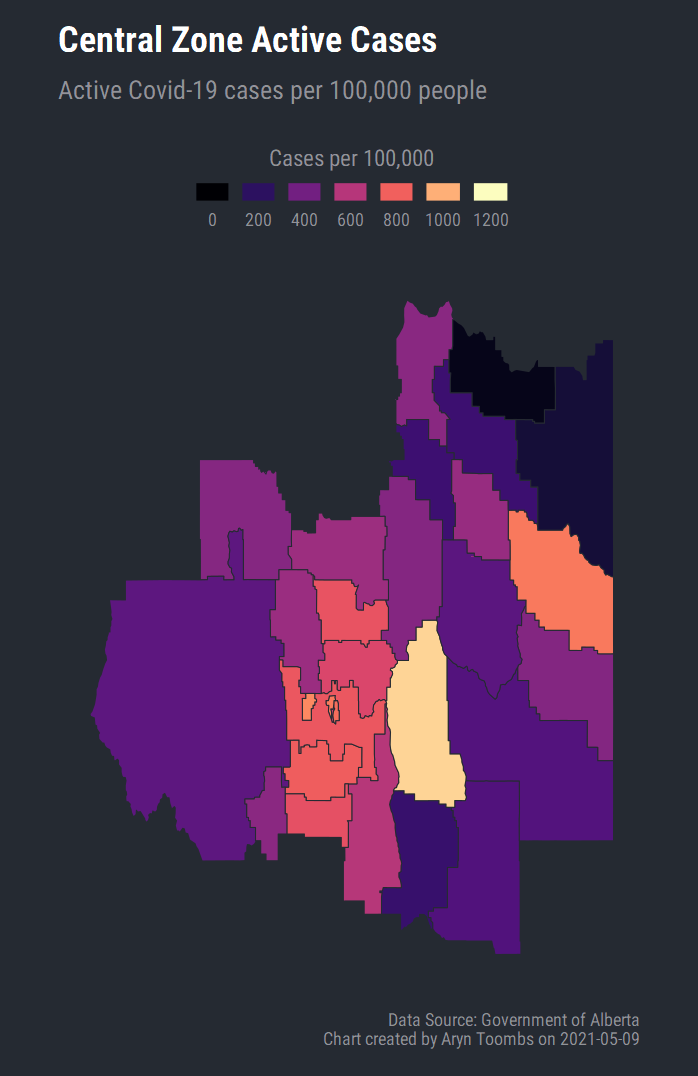 Central Zone Active Cases
Active Covid-19 cases per 100,000 people
Cases per 100,000
0 200 400 600 800 1000 1200
Data Source: Government of Alberta
Chart created by Aryn Toombs on 2021-05-09